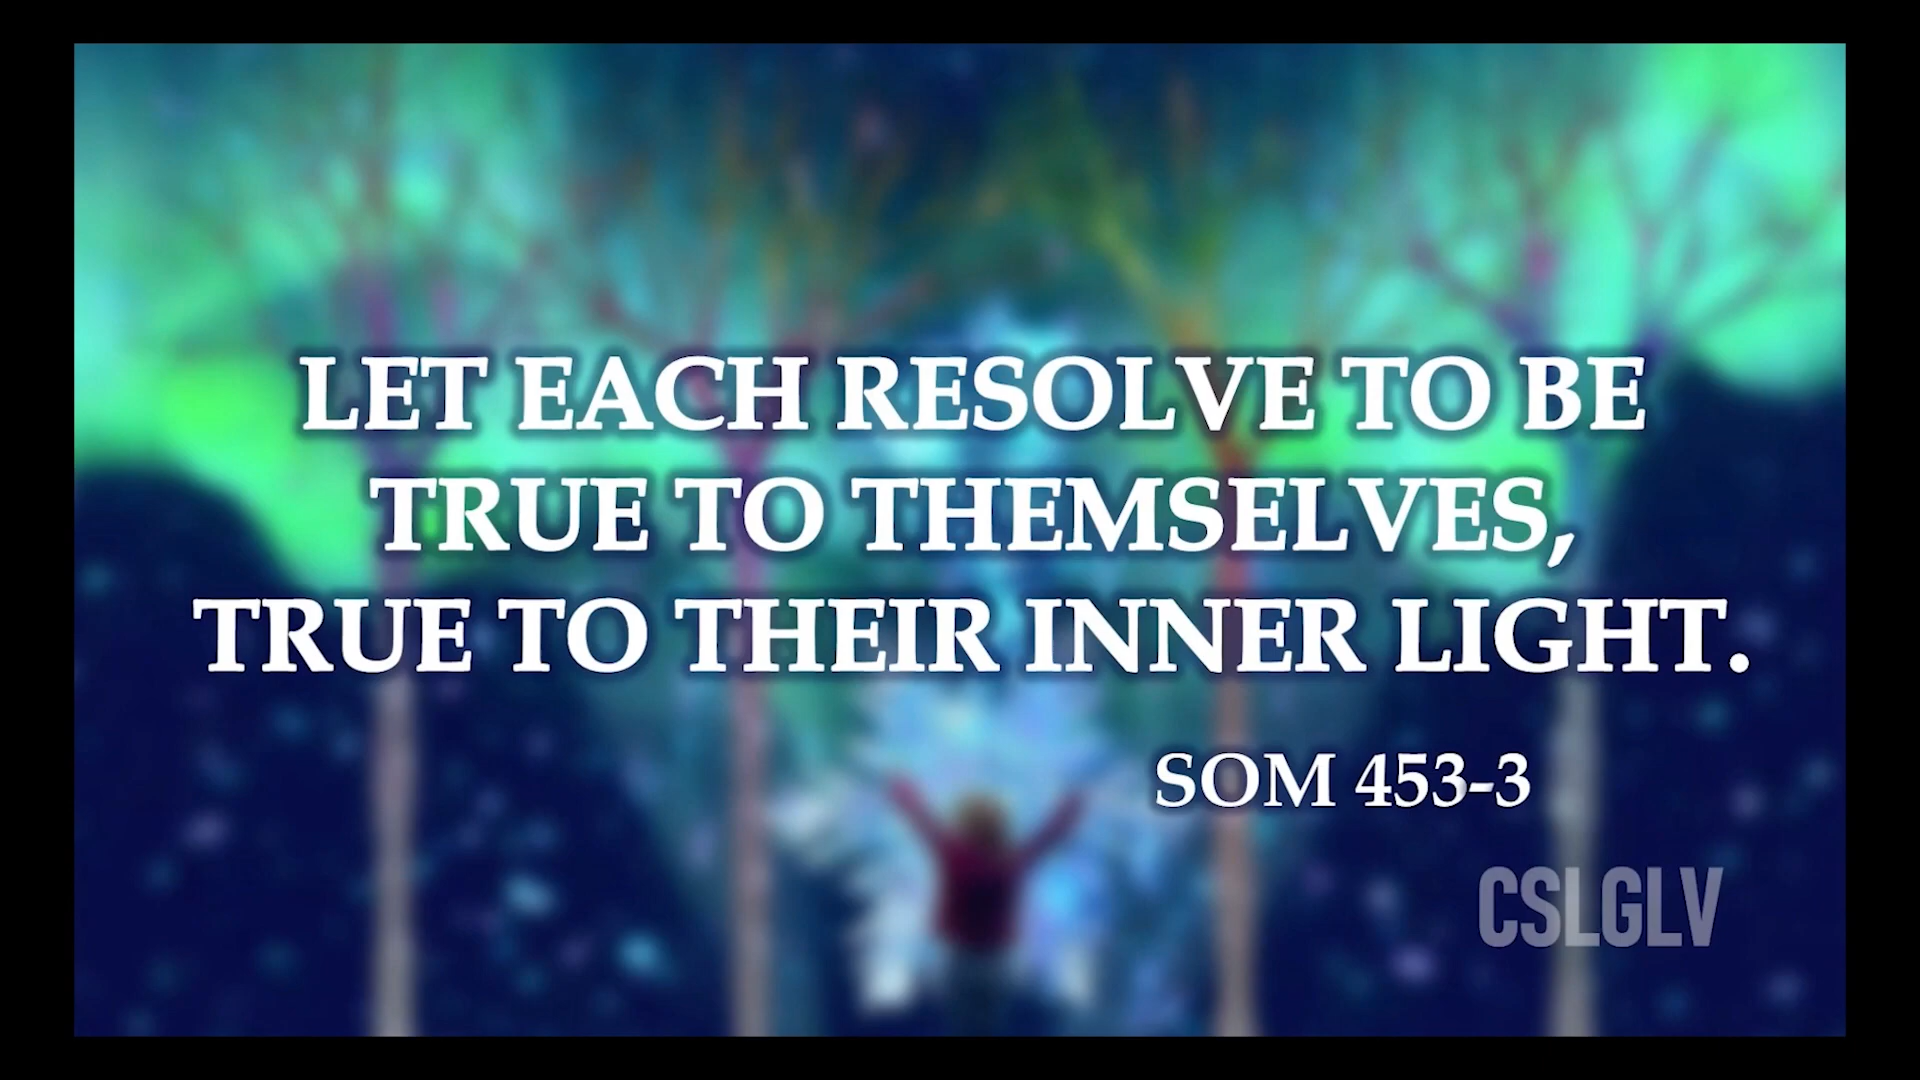 LET EACH RESOLVE TO BE
TRUE TO THEMSELVES,
TRUE TO THEIR INNER LIGHT.
SOM 453-3
CSLGLV